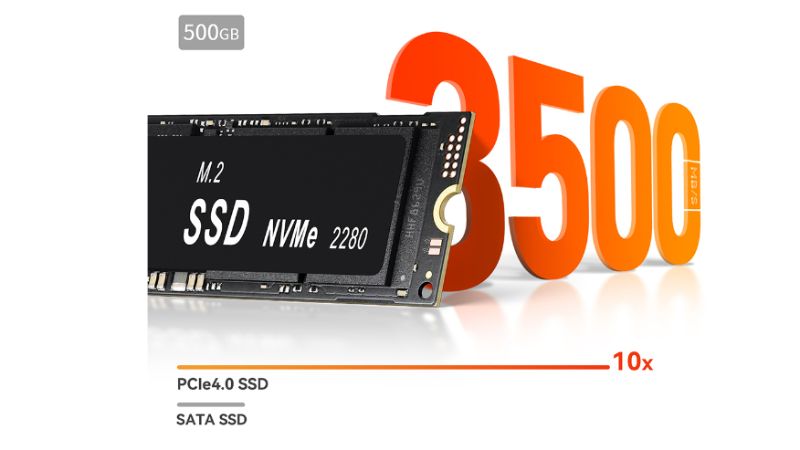 500GB
3500
MB/S
M.2
SSD NVMe 2280
10x
PCIe4.0 SSD
SATA SSD